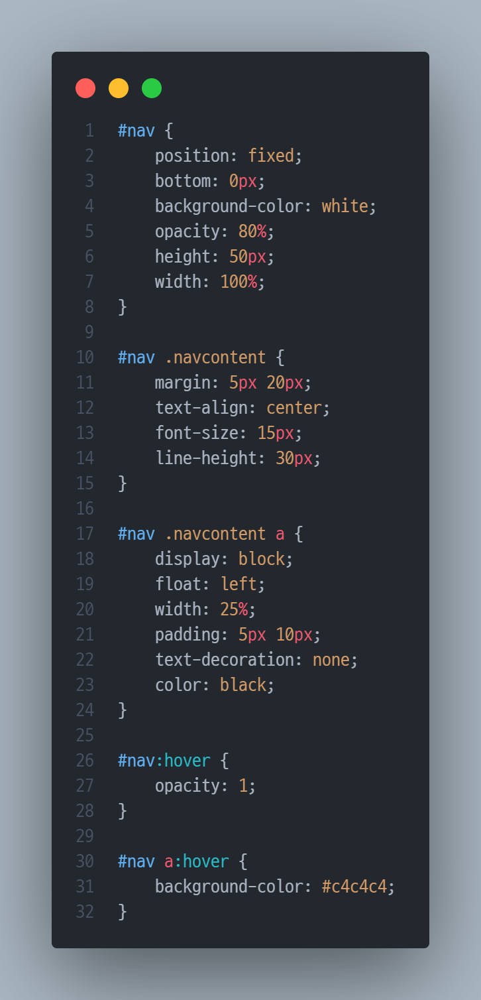 1 #nav {
2     position: fixed;
3     bottom: 0px;
4     background-color: white;
5     opacity: 80%;
6     height: 50px;
7     width: 100%;
8 }
9
10 #nav .navcontent {
11     margin: 5px 20px;
12     text-align: center;
13     font-size: 15px;
14     line-height: 30px;
15 }
16
17 #nav .navcontent a {
18     display: block;
19     float: left;
20     width: 25%;
21     padding: 5px 10px;
22     text-decoration: none;
23     color: black;
24 }
25
26 #nav:hover {
27     opacity: 1;
28 }
29
30 #nav a:hover {
31     background-color: #c4c4c4;
32 }